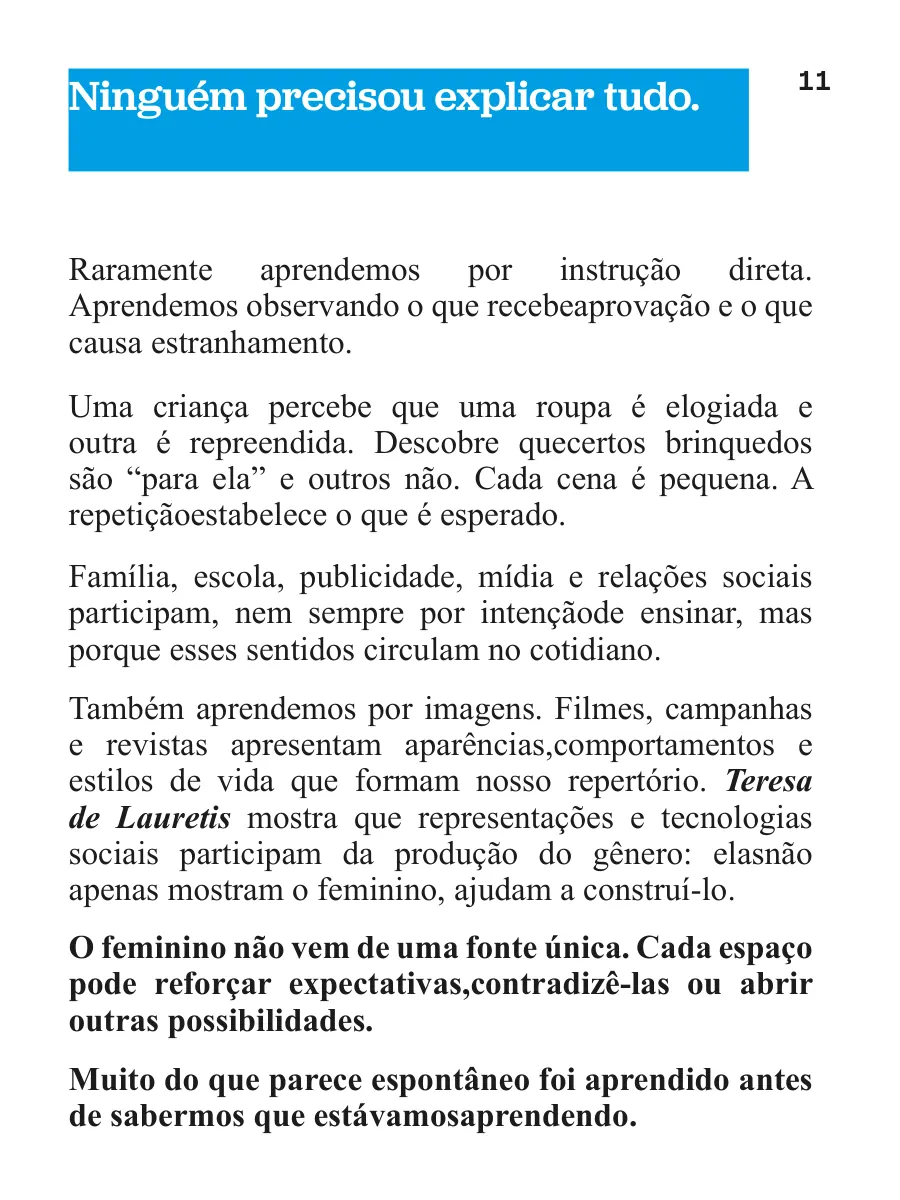 Ninguém precisou explicar tudo.
11
Raramente aprendemos por instrução direta.
Aprendemos observando o que recebeaprovação e o que
causa estranhamento.
Uma criança percebe que uma roupa é elogiada e
outra é repreendida. Descobre quecertos brinquedos
são “para ela” e outros não. Cada cena é pequena. A
repetiçãoestabelece o que é esperado.
Família, escola, publicidade, mídia e relações sociais
participam, nem sempre por intençãode ensinar, mas
porque esses sentidos circulam no cotidiano.
Também aprendemos por imagens. Filmes, campanhas
e revistas apresentam aparências,comportamentos e
estilos de vida que formam nosso repertório. Teresa
de Lauretis mostra que representações e tecnologias
sociais participam da produção do gênero: elasnão
apenas mostram o feminino, ajudam a construí-lo.
O feminino não vem de uma fonte única. Cada espaço
pode reforçar expectativas,contradizê-las ou abrir
outras possibilidades.
Muito do que parece espontâneo foi aprendido antes
de sabermos que estávamosaprendendo.